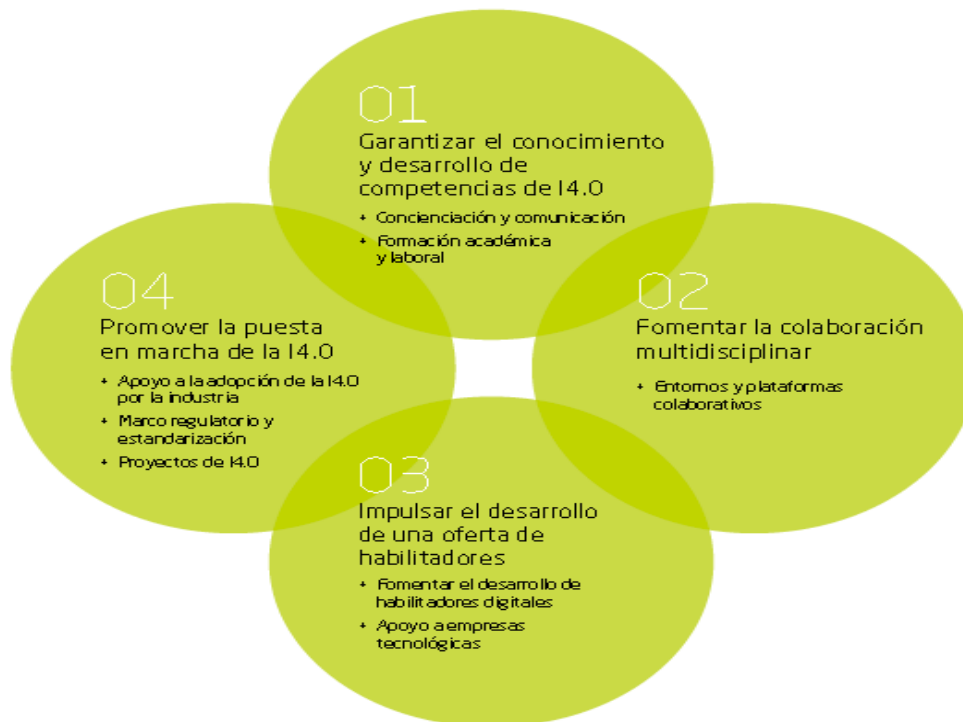 01
Garantizar el conocimiento
y desarrollo de
competencias de I4.0
+ Concienciación y comunicación
+ Formación académica
y laboral
02
Fomentar la colaboración
multidisciplinar
+ Entornos y plataformas
colaborativos
03
Impulsar el desarrollo
de una oferta de
habilitadores
+ Fomentar el desarrollo de
habilitadores digitales
+ Apoyo a empresas
tecnológicas
04
Promover la puesta
en marcha de la I4.0
+ Apoyo a la adopción de la I4.0
por la industria
+ Marco regulatorio y
estandarización
+ Proyectos de I4.0